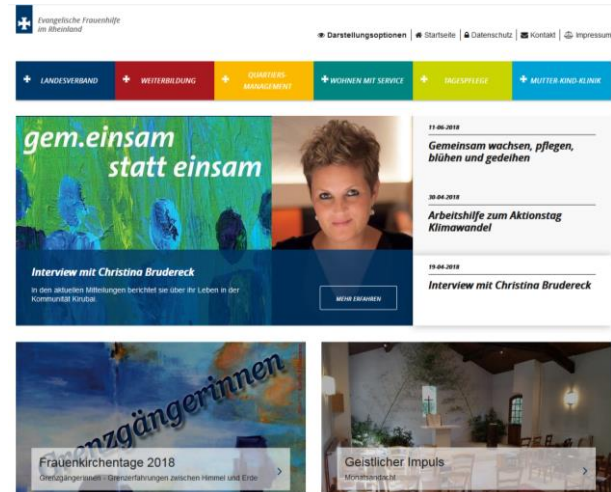 Evangelische Frauenhilfe
im Rheinland
Darstellungsoptionen | Startseite | Datenschutz | Kontakt | Impressum
LANDESVERBAND
WEITERBILDUNG
QUARTIERS-
MANAGEMENT
WOHNEN MIT SERVICE
TAGESPFLEGE
MUTTER-KIND-KLINIK
gem.einsam
statt einsam
Interview mit Christina Brudereck
In den aktuellen Mitteilungen berichtet sie über ihr Leben in der
Kommunität Kirubai.
MEHR ERFAHREN
11-06-2018
Gemeinsam wachsen, pflegen,
blühen und gedeihen
30-04-2018
Arbeitshilfe zum Aktionstag
Klimawandel
19-04-2018
Interview mit Christina Brudereck
Grenzgängerinnen
Frauenkirchentage 2018
Grenzgängerinnen - Grenzerfahrungen zwischen Himmel und Erde
Geistlicher Impuls
Monatsandacht